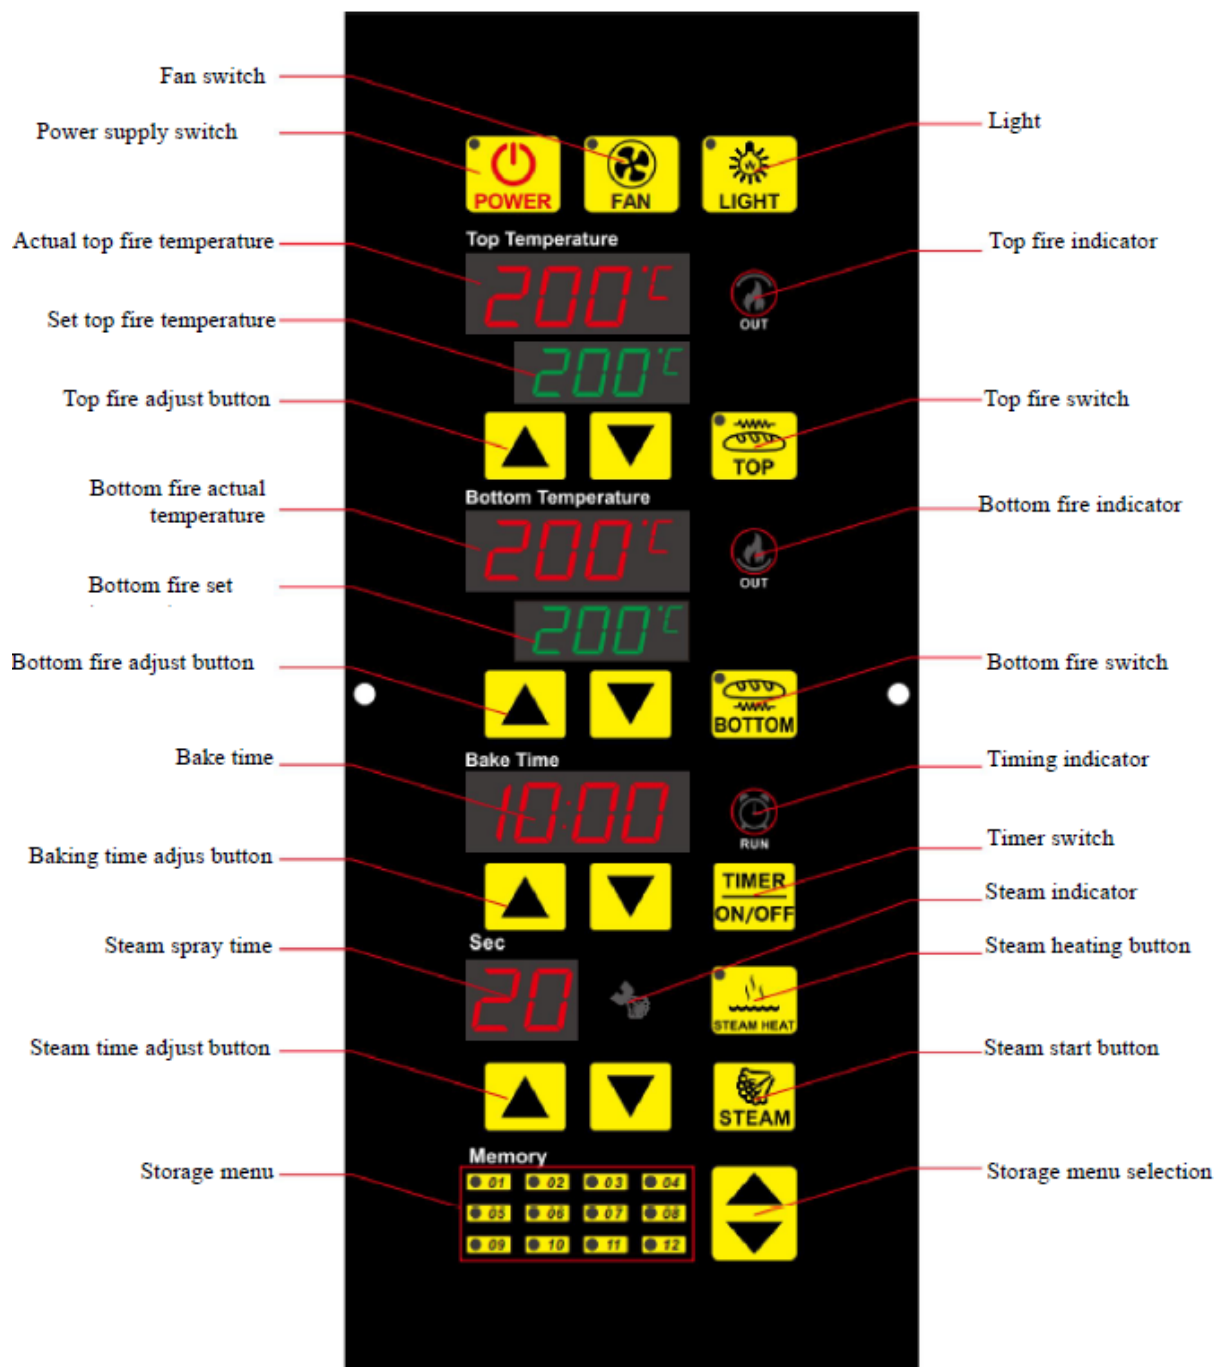 Fan switch
Power supply switch
Light
POWER
FAN
LIGHT
Top Temperature
Actual top fire temperature
Top fire indicator
200°C
OUT
Set top fire temperature
200°C
Top fire adjust button
Top fire switch
TOP
Bottom fire actual
temperature
Bottom Temperature
Bottom fire indicator
200°C
OUT
Bottom fire set
200°C
Bottom fire adjust button
Bottom fire switch
BOTTOM
Bake time
Bake Time
Timing indicator
10:00
RUN
Timer switch
Baking time adjus button
TIMER
ON/OFF
Steam indicator
Steam spray time
Sec
Steam heating button
20
STEAM HEAT
Steam time adjust button
Steam start button
STEAM
Memory
Storage menu
Storage menu selection
01 02 03 04
05 06 07 08
09 10 11 12